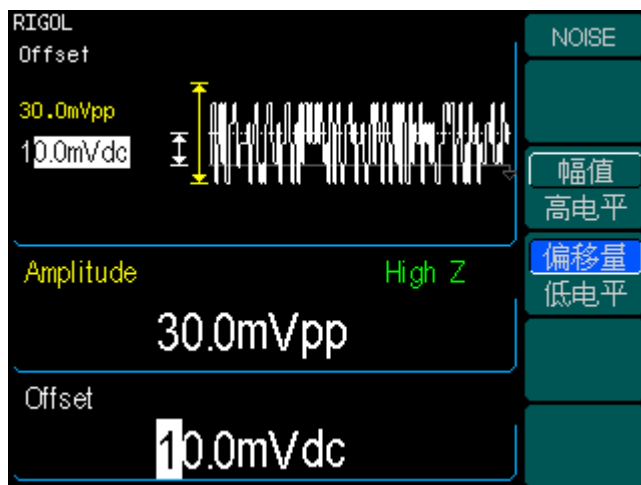 RIGOL
Offset
30.0mVpp
10.0mVdc
Amplitude
High Z
30.0mVpp
Offset
10.0mVdc
NOISE
幅值
高电平
偏移量
低电平